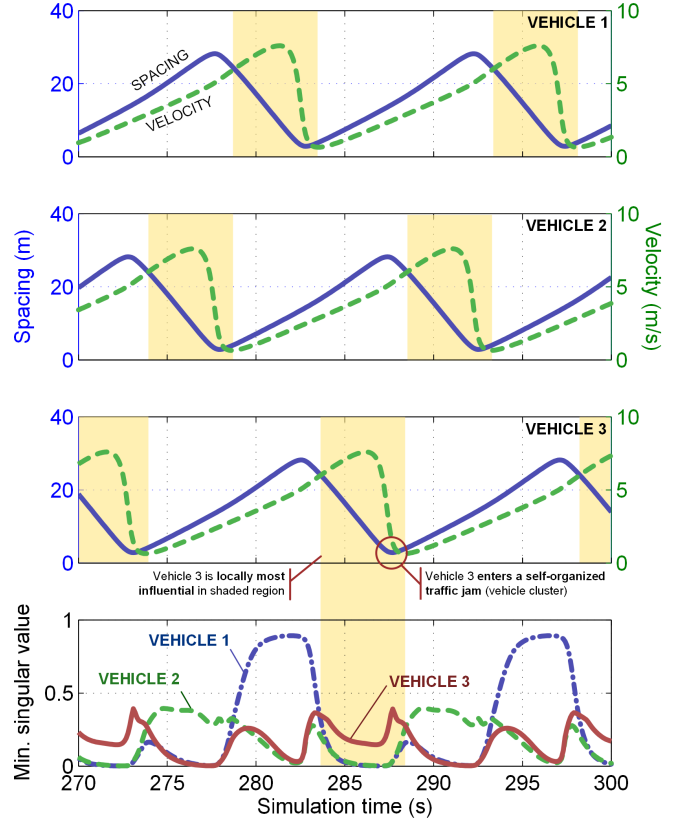 40
20
0
10
5
0
VEHICLE 1
SPACING
VELOCITY
40
20
0
10
5
0
VEHICLE 2
Spacing (m)
Velocity (m/s)
40
20
0
10
5
0
VEHICLE 3
Vehicle 3 is locally most
influential in shaded region
Vehicle 3 enters a self-organized
traffic jam (vehicle cluster)
Min. singular value
1
0.5
0
VEHICLE 1
VEHICLE 2
VEHICLE 3
270 275 280 285 290 295 300
Simulation time (s)